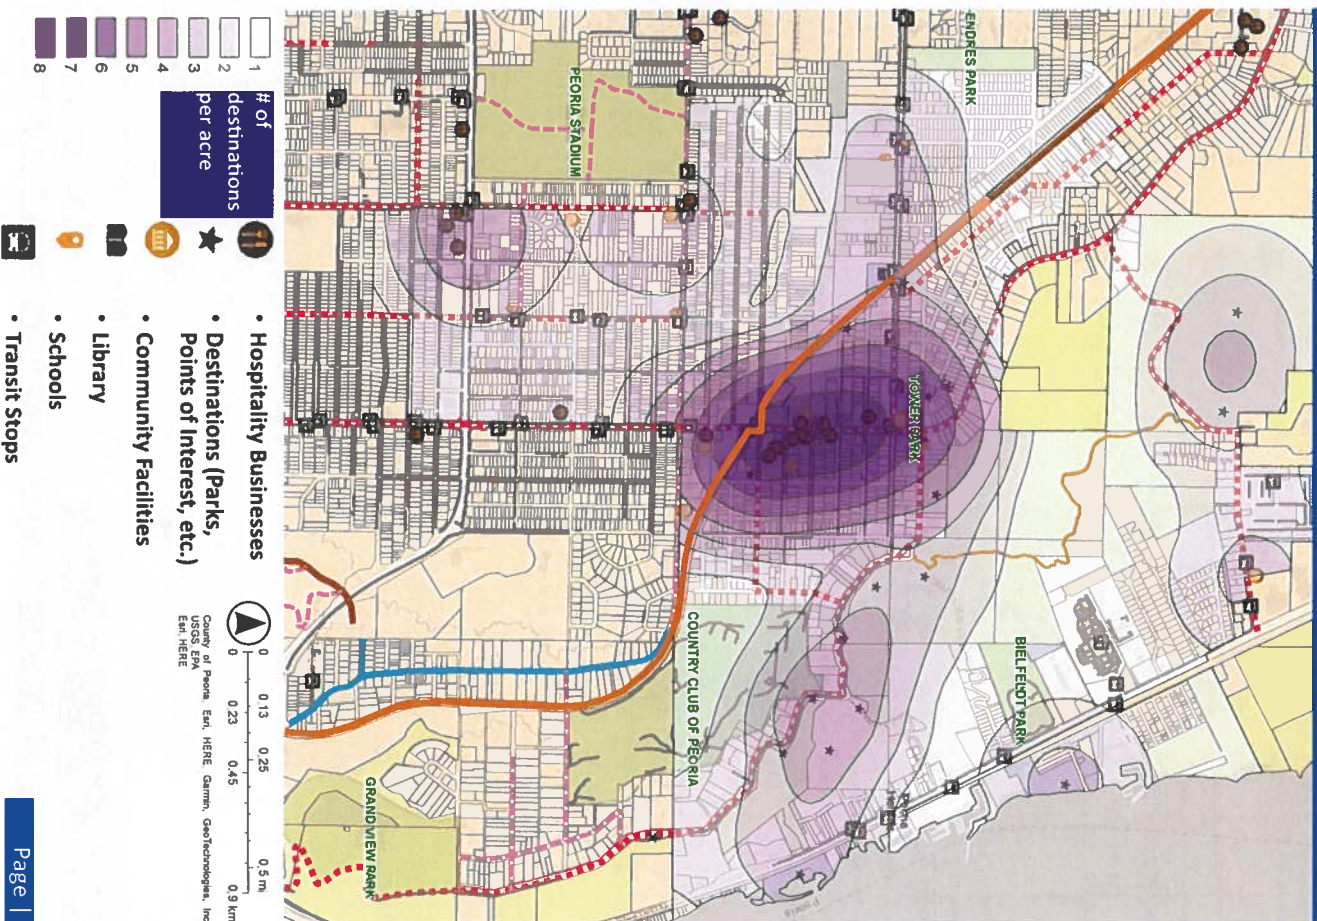 ENDRES PARK
PEORIA STADIUM
TOWER PARK
BIELFELDT PARK
COUNTRY CLUB OF PEORIA
GRAND VIEW PARK
# of
destinations
per acre
1
2
3
4
5
6
7
8
• Hospitality Businesses
• Destinations (Parks,
Points of Interest, etc.)
• Community Facilities
• Library
• Schools
• Transit Stops
0 0.13 0.25 0.5 m
0 0.23 0.45 0.9 km
County of Peoria, Esri, HERE, Garmin, GeoTechnologies, Inc
USGS, EPA
Esri, HERE
Page |